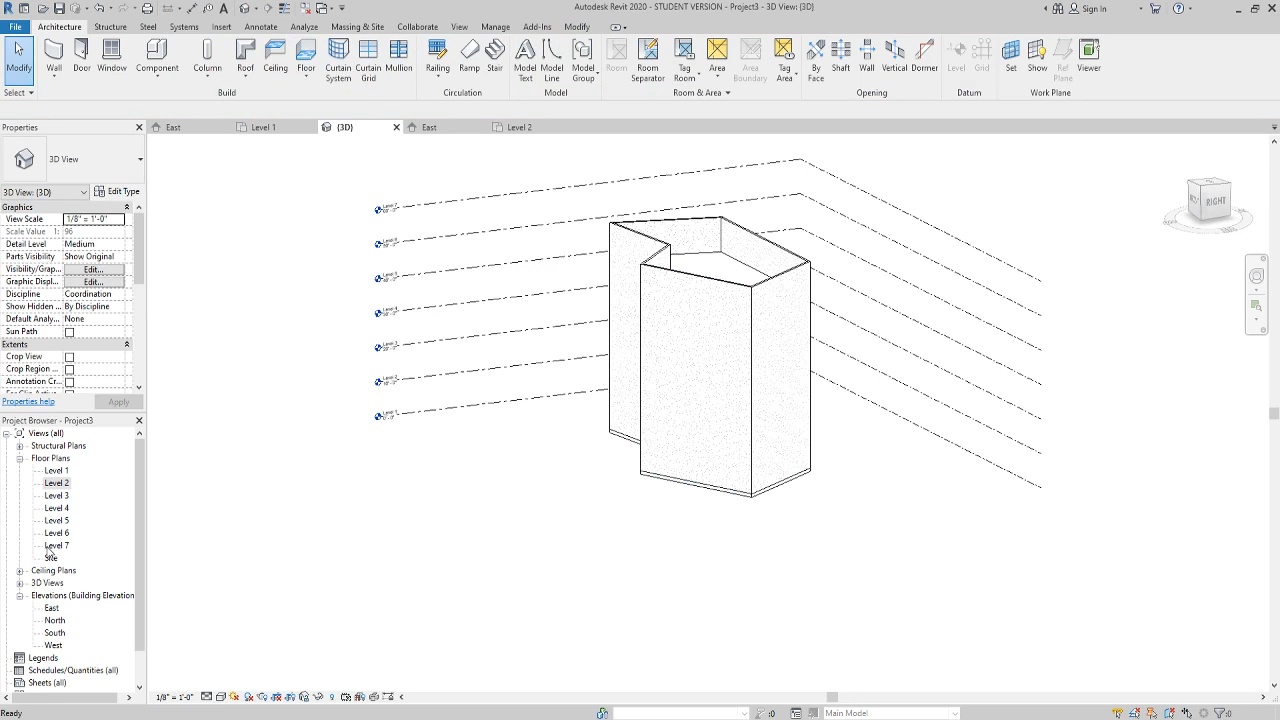 Autodesk Revit 2020 - STUDENT VERSION - Project3 - 3D View: {3D}
Sign In
File Architecture Structure Steel Systems Insert Annotate Analyze Massing & Site Collaborate View Manage Add-Ins Modify
Modify Wall Door Window Component Column Roof Ceiling Floor Curtain System Curtain Grid Mullion Railing Ramp Stair Model Text Model Line Model Group Room Room Separator Tag Room Area Area Boundary Tag Area By Face Shaft Wall Vertical Dormer Level Grid Set Show Ref Plane Viewer
Select Build Circulation Model Room & Area Opening Datum Work Plane
Properties
East Level 1 {3D} East Level 2
3D View
3D View: {3D} Edit Type
Graphics
View Scale 1/8" = 1'-0"
Scale Value 1: 96
Detail Level Medium
Parts Visibility Show Original
Visibility/Grap... Edit...
Graphic Displ... Edit...
Discipline Coordination
Show Hidden ... By Discipline
Default Analy... None
Sun Path
Extents
Crop View
Crop Region ...
Annotation Cr...
Properties help Apply
Project Browser - Project3
Views (all)
Structural Plans
Floor Plans
Level 1
Level 2
Level 3
Level 4
Level 5
Level 6
Level 7
Site
Ceiling Plans
3D Views
Elevations (Building Elevation
East
North
South
West
Legends
Schedules/Quantities (all)
Sheets (all)
RIGHT
1/8" = 1'-0"
Ready
:0 Main Model :0